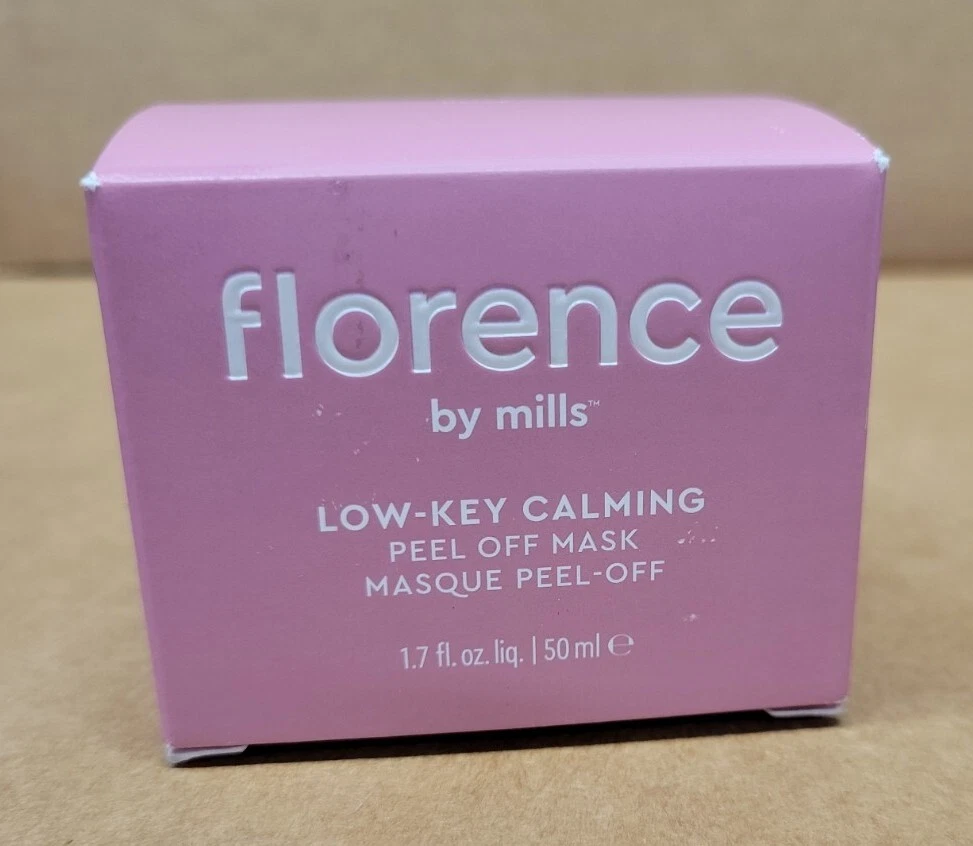 florence
by mills™
LOW-KEY CALMING
PEEL OFF MASK
MASQUE PEEL-OFF
1.7 fl. oz. liq. | 50 ml ℮